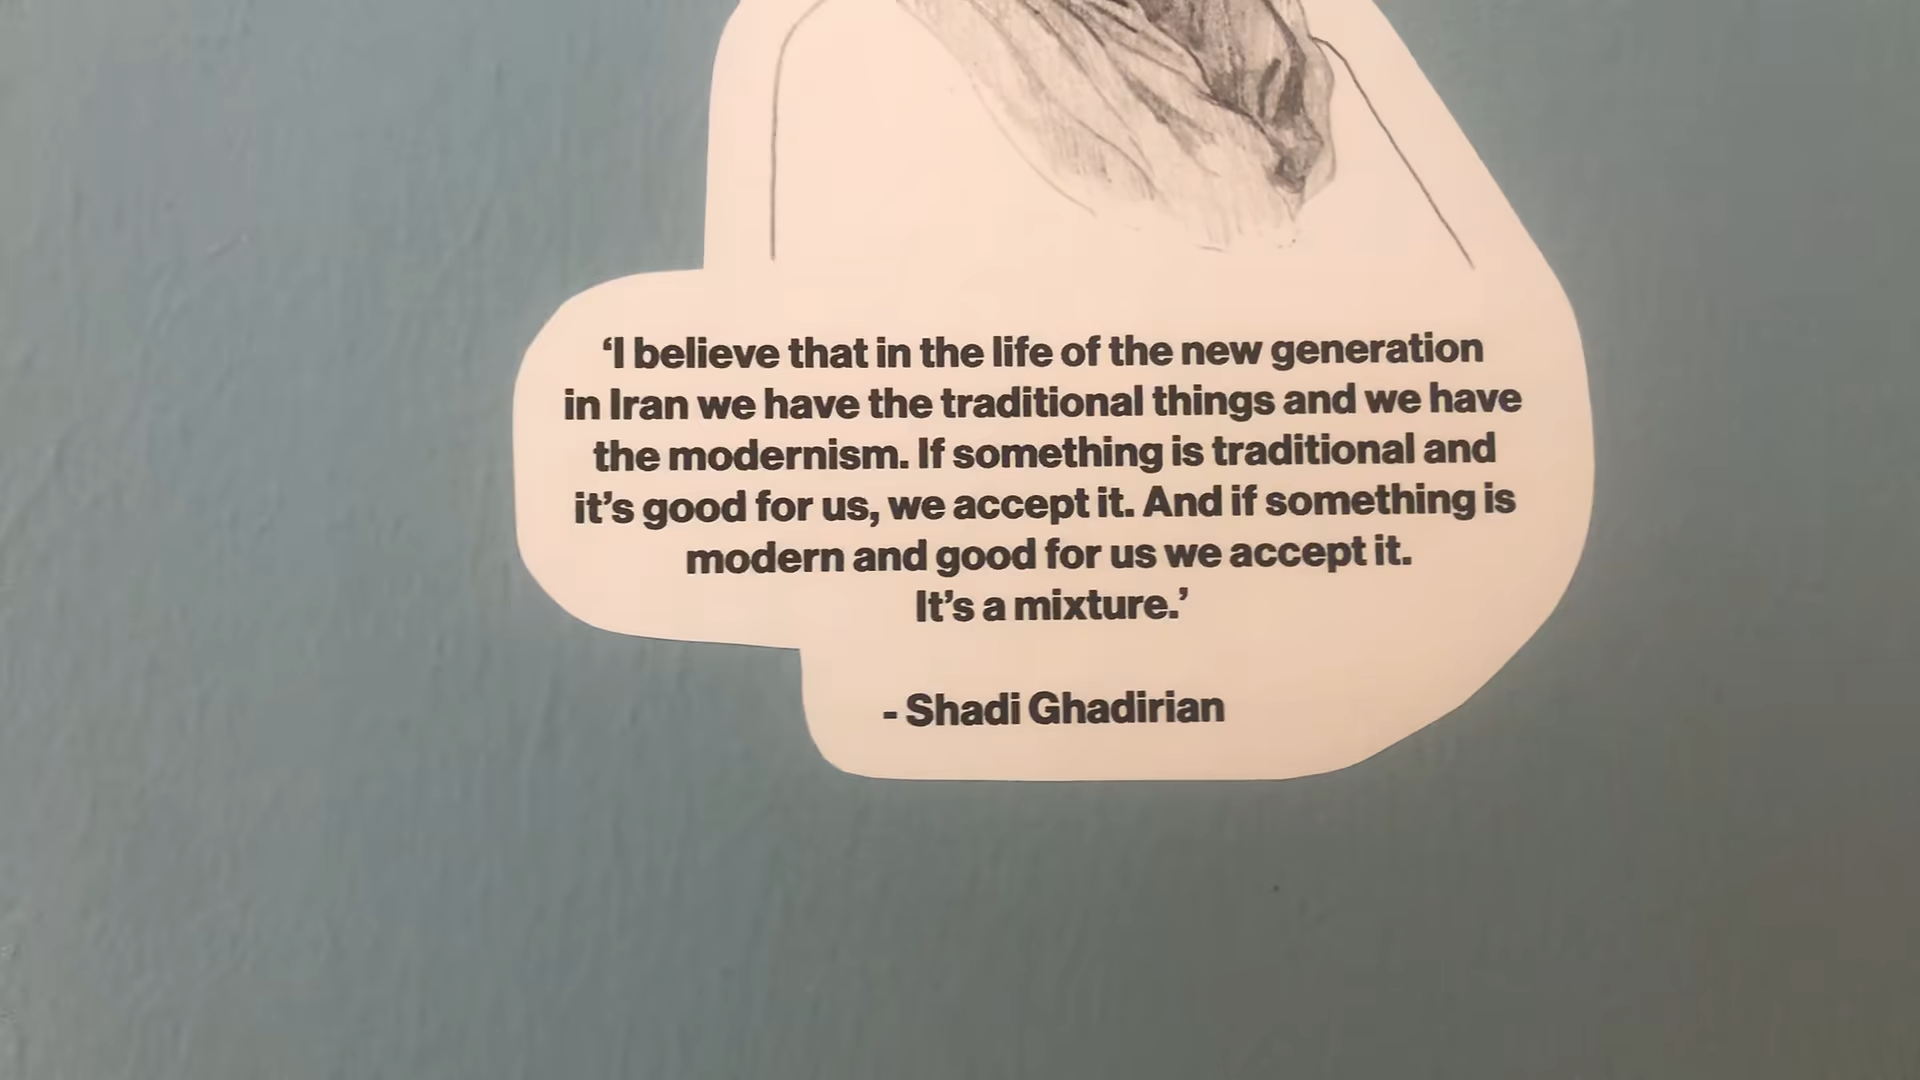 ‘I believe that in the life of the new generation
in Iran we have the traditional things and we have
the modernism. If something is traditional and
it’s good for us, we accept it. And if something is
modern and good for us we accept it.
It’s a mixture.’
- Shadi Ghadirian